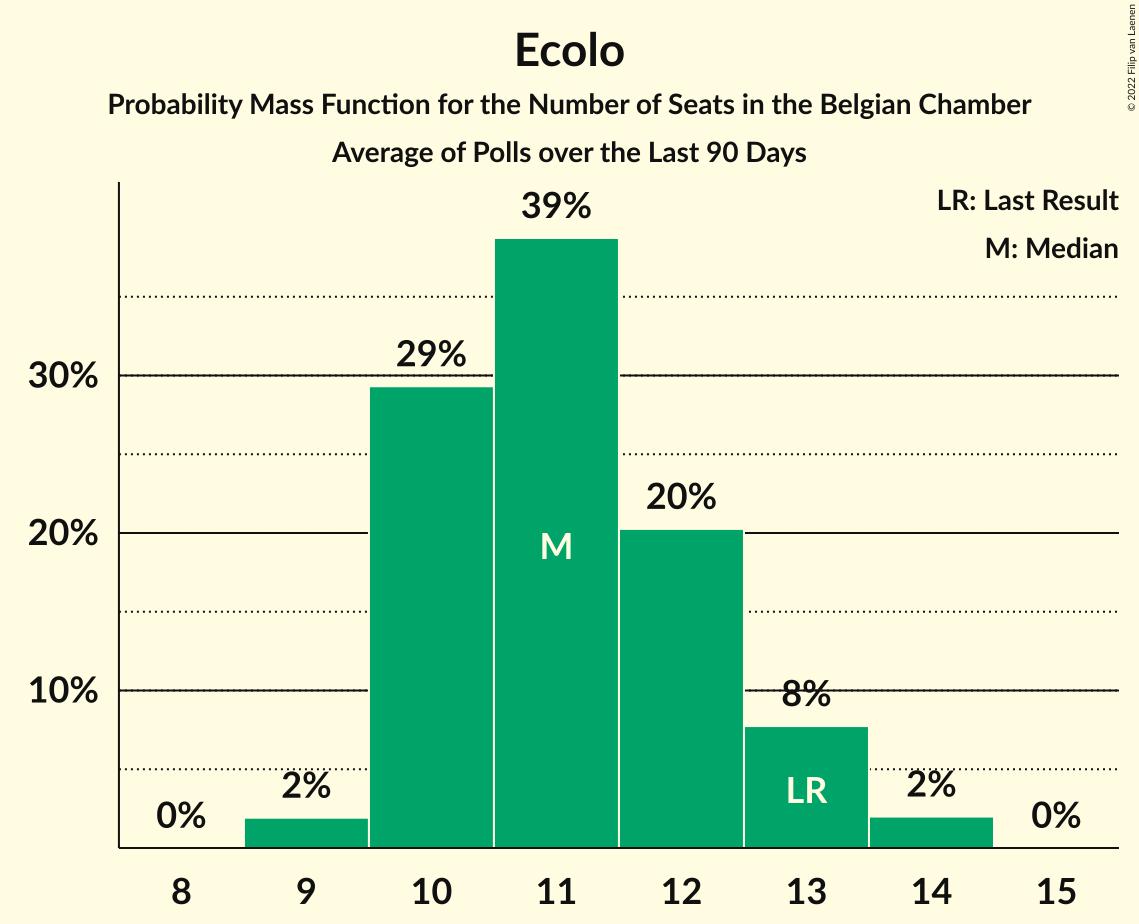 Ecolo
Probability Mass Function for the Number of Seats in the Belgian Chamber
Average of Polls over the Last 90 Days
© 2022 Filip van Laenen
LR: Last Result
M: Median
39%
29%
30%
20%
20%
M
10%
8%
LR
2%
2%
0%
0%
8 9 10 11 12 13 14 15